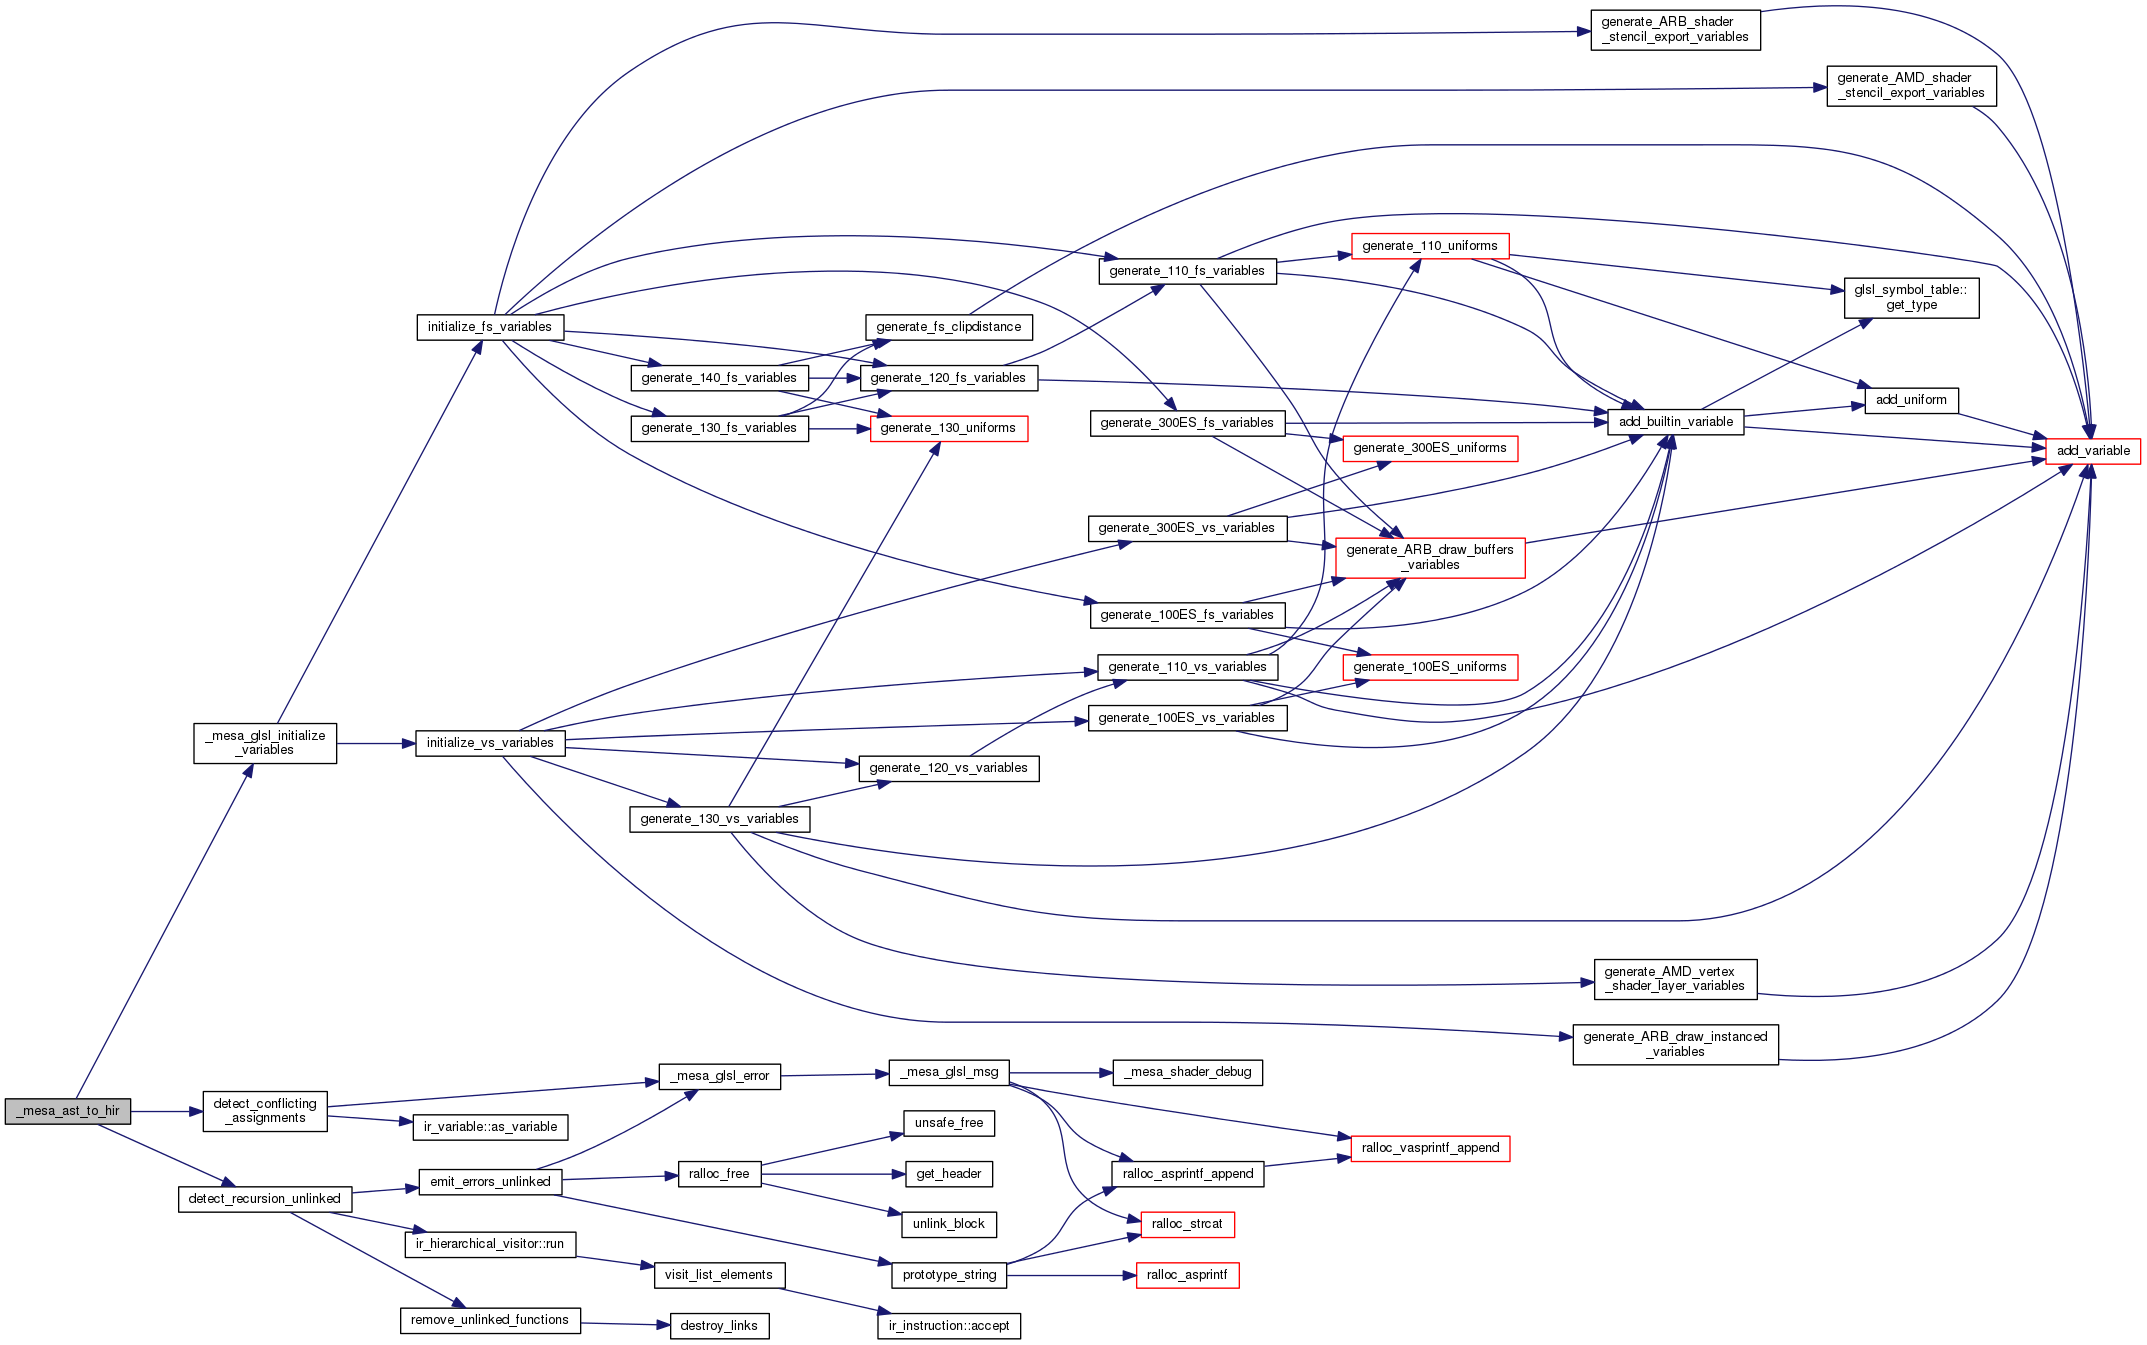 generate_ARB_shader
_stencil_export_variables
generate_AMD_shader
_stencil_export_variables
generate_110_uniforms
generate_110_fs_variables
glsl_symbol_table::
get_type
initialize_fs_variables
generate_fs_clipdistance
generate_140_fs_variables
generate_120_fs_variables
add_uniform
generate_130_fs_variables
generate_130_uniforms
generate_300ES_fs_variables
add_builtin_variable
generate_300ES_uniforms
add_variable
generate_300ES_vs_variables
generate_ARB_draw_buffers
_variables
generate_100ES_fs_variables
generate_110_vs_variables
generate_100ES_uniforms
generate_100ES_vs_variables
_mesa_glsl_initialize
_variables
initialize_vs_variables
generate_120_vs_variables
generate_130_vs_variables
generate_AMD_vertex
_shader_layer_variables
generate_ARB_draw_instanced
_variables
_mesa_glsl_error
_mesa_glsl_msg
_mesa_shader_debug
_mesa_ast_to_hir
detect_conflicting
_assignments
ir_variable::as_variable
unsafe_free
ralloc_vasprintf_append
emit_errors_unlinked
ralloc_free
get_header
ralloc_asprintf_append
detect_recursion_unlinked
unlink_block
ralloc_strcat
ir_hierarchical_visitor::run
visit_list_elements
prototype_string
ralloc_asprintf
remove_unlinked_functions
destroy_links
ir_instruction::accept